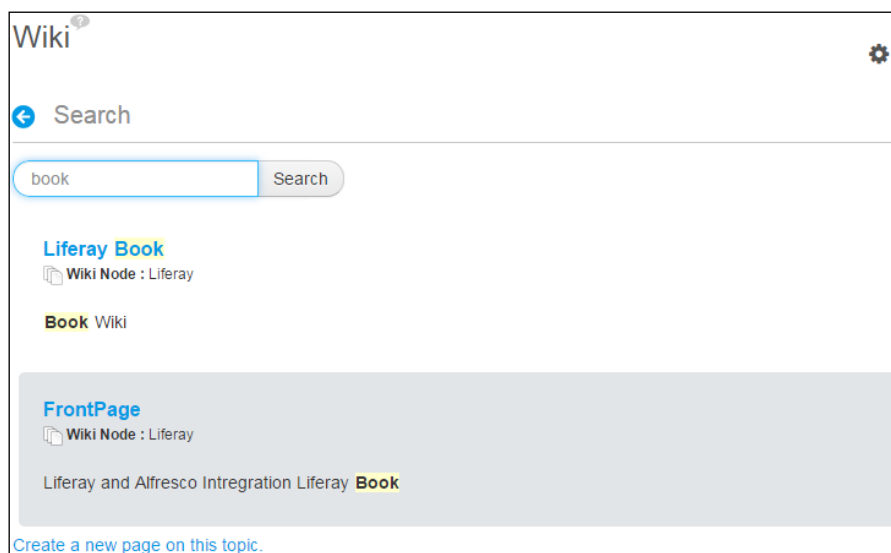 Wiki
Search
book Search
Liferay Book
Wiki Node : Liferay
Book Wiki
FrontPage
Wiki Node : Liferay
Liferay and Alfresco Intregration Liferay Book
Create a new page on this topic.